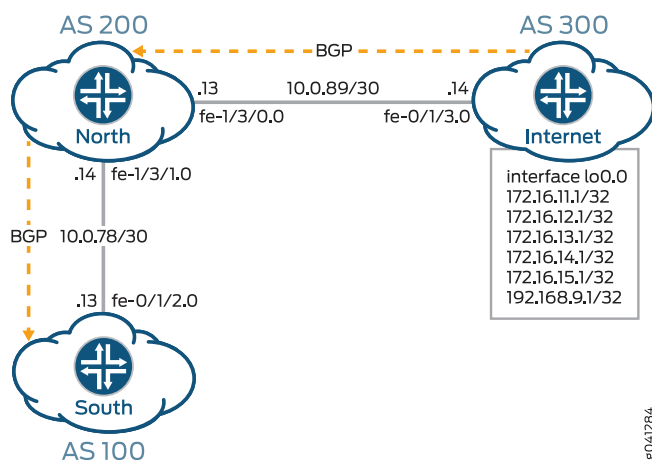 AS 200
AS 300
BGP
.13
10.0.89/30
.14
fe-1/3/0.0
fe-0/1/3.0
North
Internet
.14
fe-1/3/1.0
interface lo0.0
172.16.11.1/32
172.16.12.1/32
172.16.13.1/32
172.16.14.1/32
172.16.15.1/32
192.168.9.1/32
BGP
10.0.78/30
.13
fe-0/1/2.0
South
AS 100
g041284